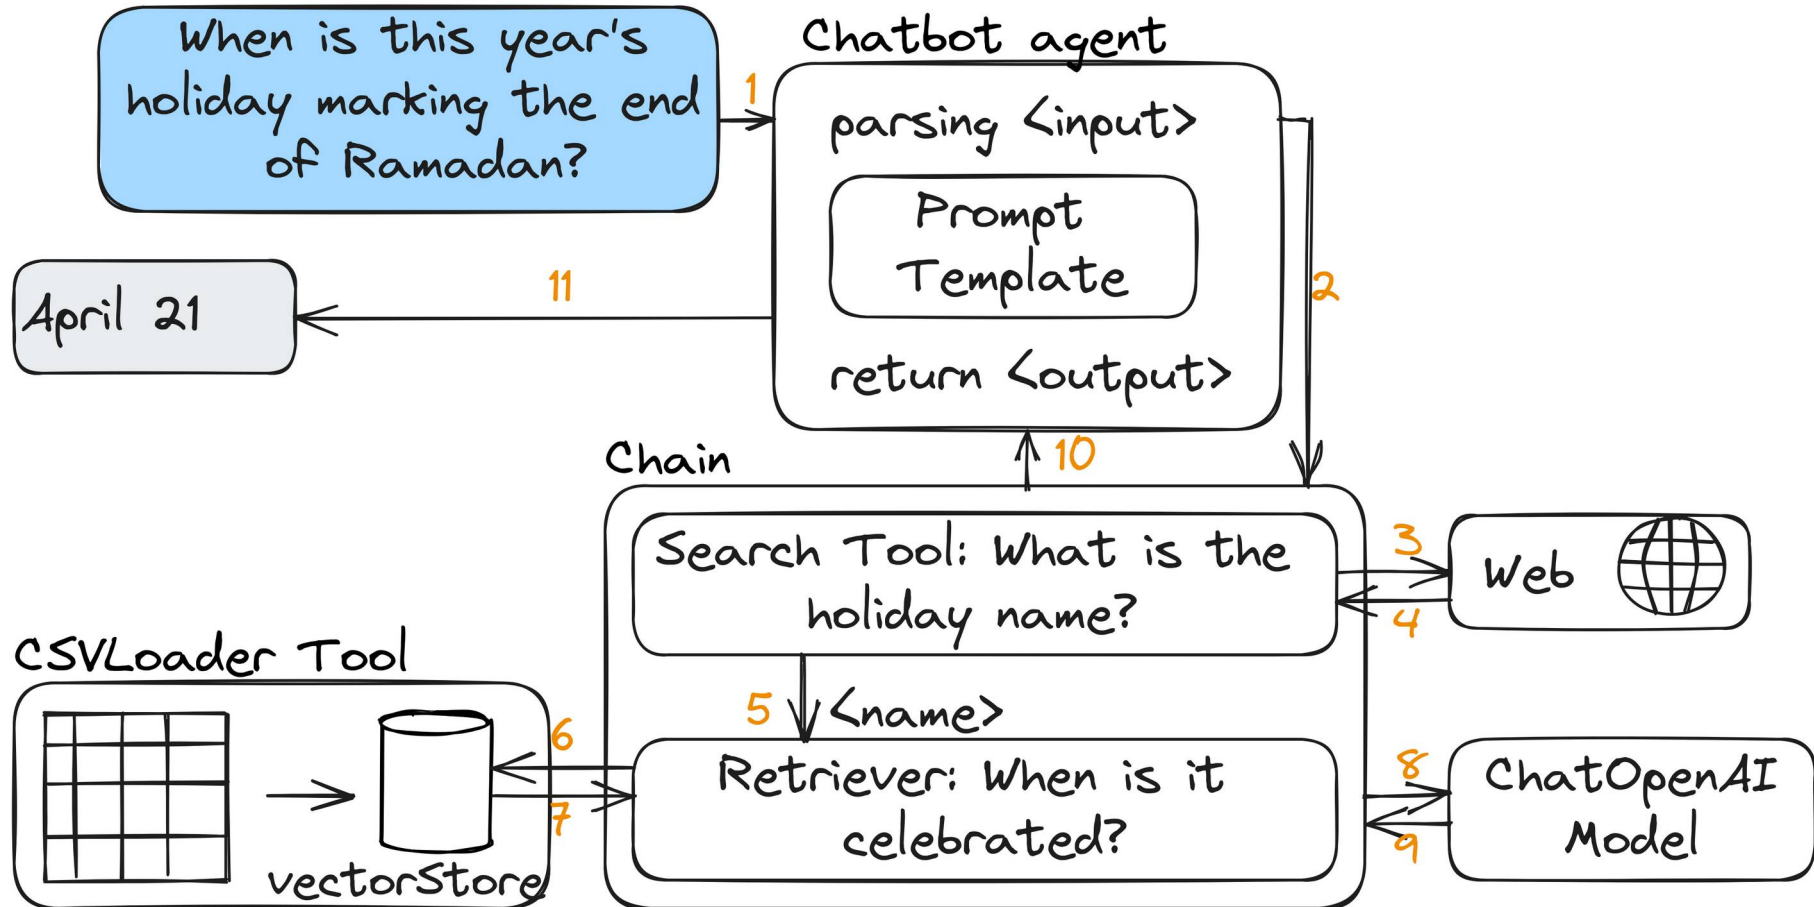 When is this year's
holiday marking the end
of Ramadan?
1
Chatbot agent
parsing <input>
Prompt
Template
return <output>
2
11
April 21
10
Chain
Search Tool: What is the
holiday name?
3
4
Web
5
<name>
CSVLoader Tool
vectorStore
6
7
Retriever: When is it
celebrated?
8
9
ChatOpenAI
Model